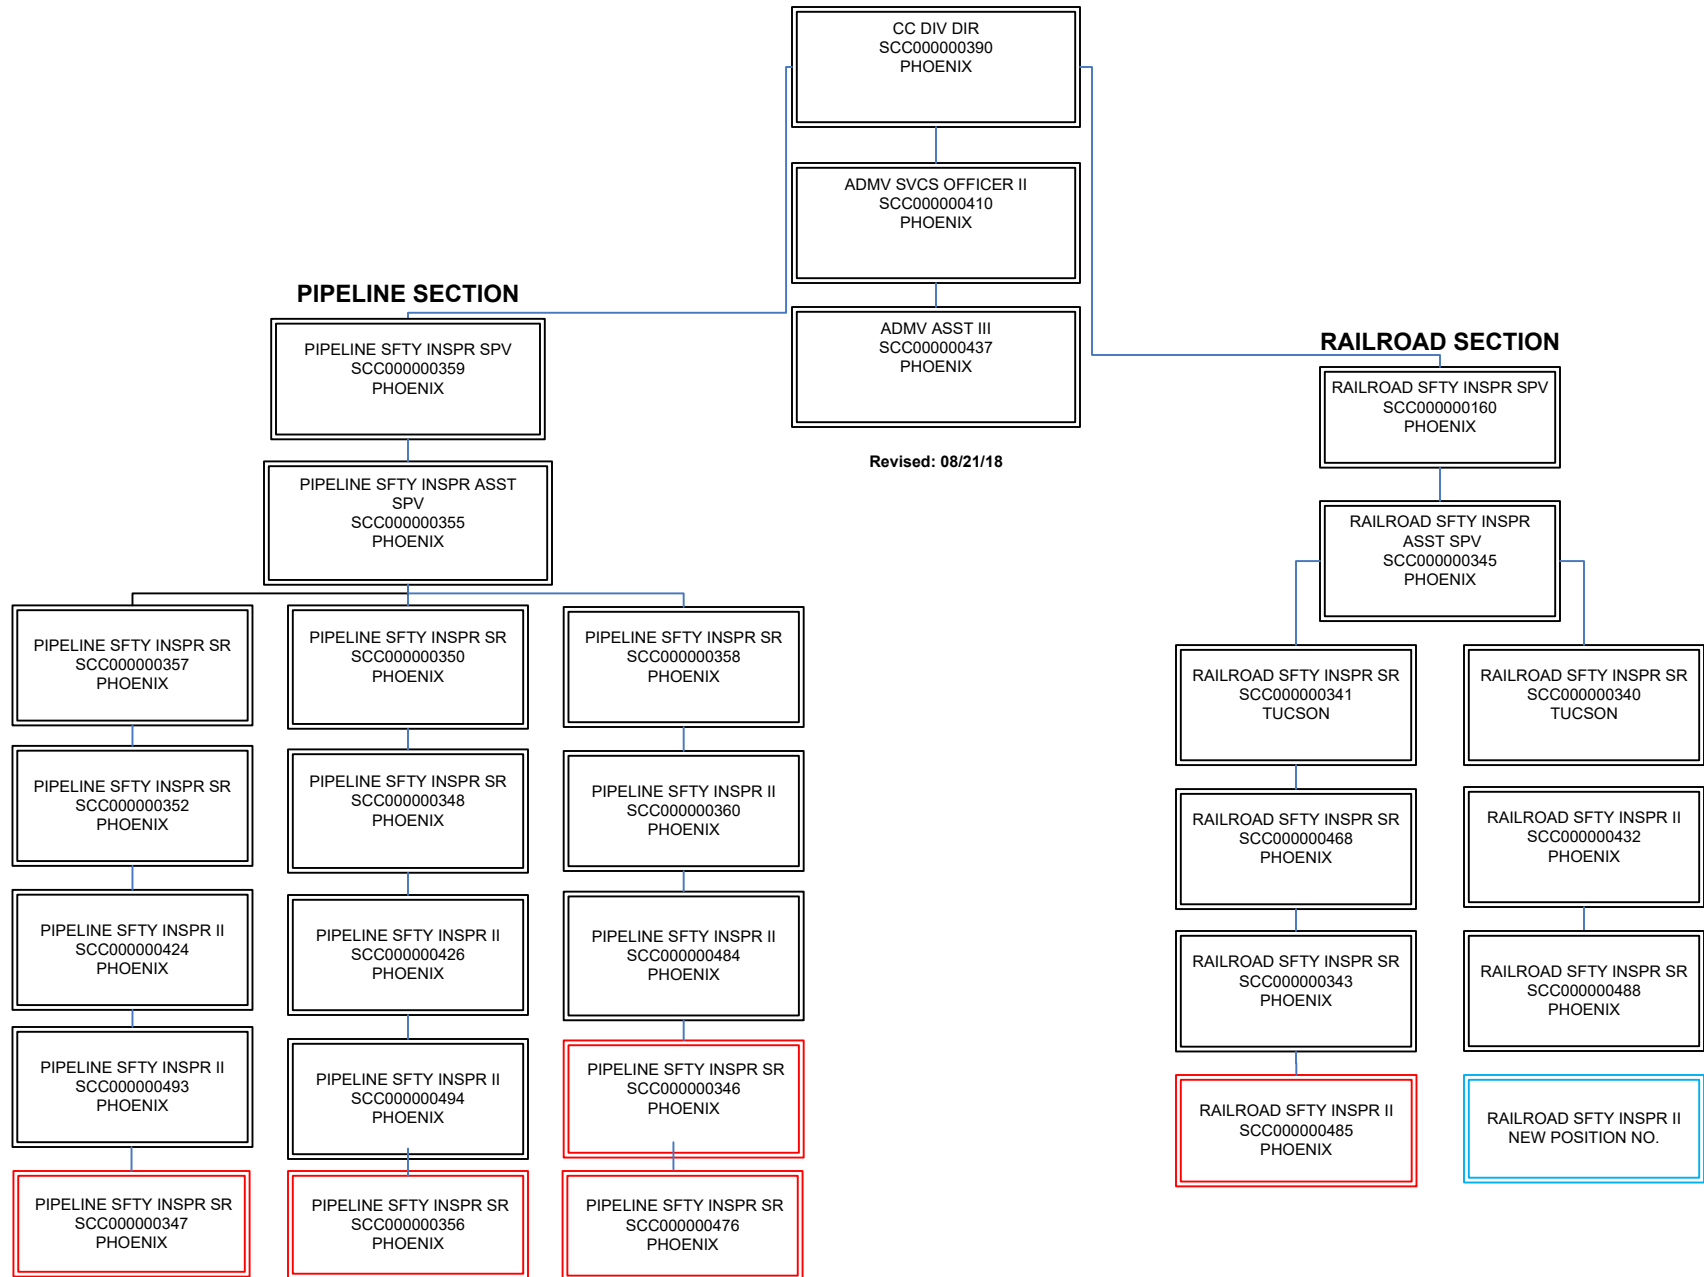 CC DIV DIR
SCC000000390
PHOENIX
ADMV SVCS OFFICER II
SCC000000410
PHOENIX
ADMV ASST III
SCC000000437
PHOENIX
Revised: 08/21/18
PIPELINE SECTION
PIPELINE SFTY INSPR SPV
SCC000000359
PHOENIX
PIPELINE SFTY INSPR ASST
SPV
SCC000000355
PHOENIX
PIPELINE SFTY INSPR SR
SCC000000357
PHOENIX
PIPELINE SFTY INSPR SR
SCC000000352
PHOENIX
PIPELINE SFTY INSPR II
SCC000000424
PHOENIX
PIPELINE SFTY INSPR II
SCC000000493
PHOENIX
PIPELINE SFTY INSPR SR
SCC000000347
PHOENIX
PIPELINE SFTY INSPR SR
SCC000000350
PHOENIX
PIPELINE SFTY INSPR SR
SCC000000348
PHOENIX
PIPELINE SFTY INSPR II
SCC000000426
PHOENIX
PIPELINE SFTY INSPR II
SCC000000494
PHOENIX
PIPELINE SFTY INSPR SR
SCC000000356
PHOENIX
PIPELINE SFTY INSPR SR
SCC000000358
PHOENIX
PIPELINE SFTY INSPR II
SCC000000360
PHOENIX
PIPELINE SFTY INSPR II
SCC000000484
PHOENIX
PIPELINE SFTY INSPR SR
SCC000000346
PHOENIX
PIPELINE SFTY INSPR SR
SCC000000476
PHOENIX
RAILROAD SECTION
RAILROAD SFTY INSPR SPV
SCC000000160
PHOENIX
RAILROAD SFTY INSPR
ASST SPV
SCC000000345
PHOENIX
RAILROAD SFTY INSPR SR
SCC000000341
TUCSON
RAILROAD SFTY INSPR SR
SCC000000468
PHOENIX
RAILROAD SFTY INSPR SR
SCC000000343
PHOENIX
RAILROAD SFTY INSPR II
SCC000000485
PHOENIX
RAILROAD SFTY INSPR SR
SCC000000340
TUCSON
RAILROAD SFTY INSPR II
SCC000000432
PHOENIX
RAILROAD SFTY INSPR SR
SCC000000488
PHOENIX
RAILROAD SFTY INSPR II
NEW POSITION NO.